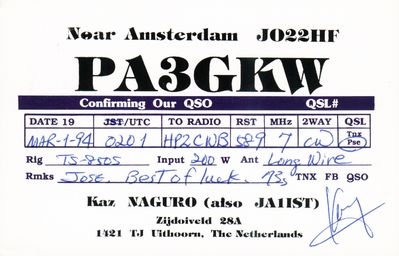 Near Amsterdam JO22HF
PA3GKW
Confirming Our QSO QSL#
DATE 19 JST/UTC TO RADIO RST MHz 2WAY QSL
MAR-1-94 0201 HP2CWB 589 7 CW Tnx Pse
Rig TS-850S Input 200 W Ant Long Wire
Rmks JOSE. Best of luck. 73s TNX FB QSO
Kaz NAGURO (also JA1IST)
Zijdoiveld 28A
1421 TJ Uithoorn, The Netherlands